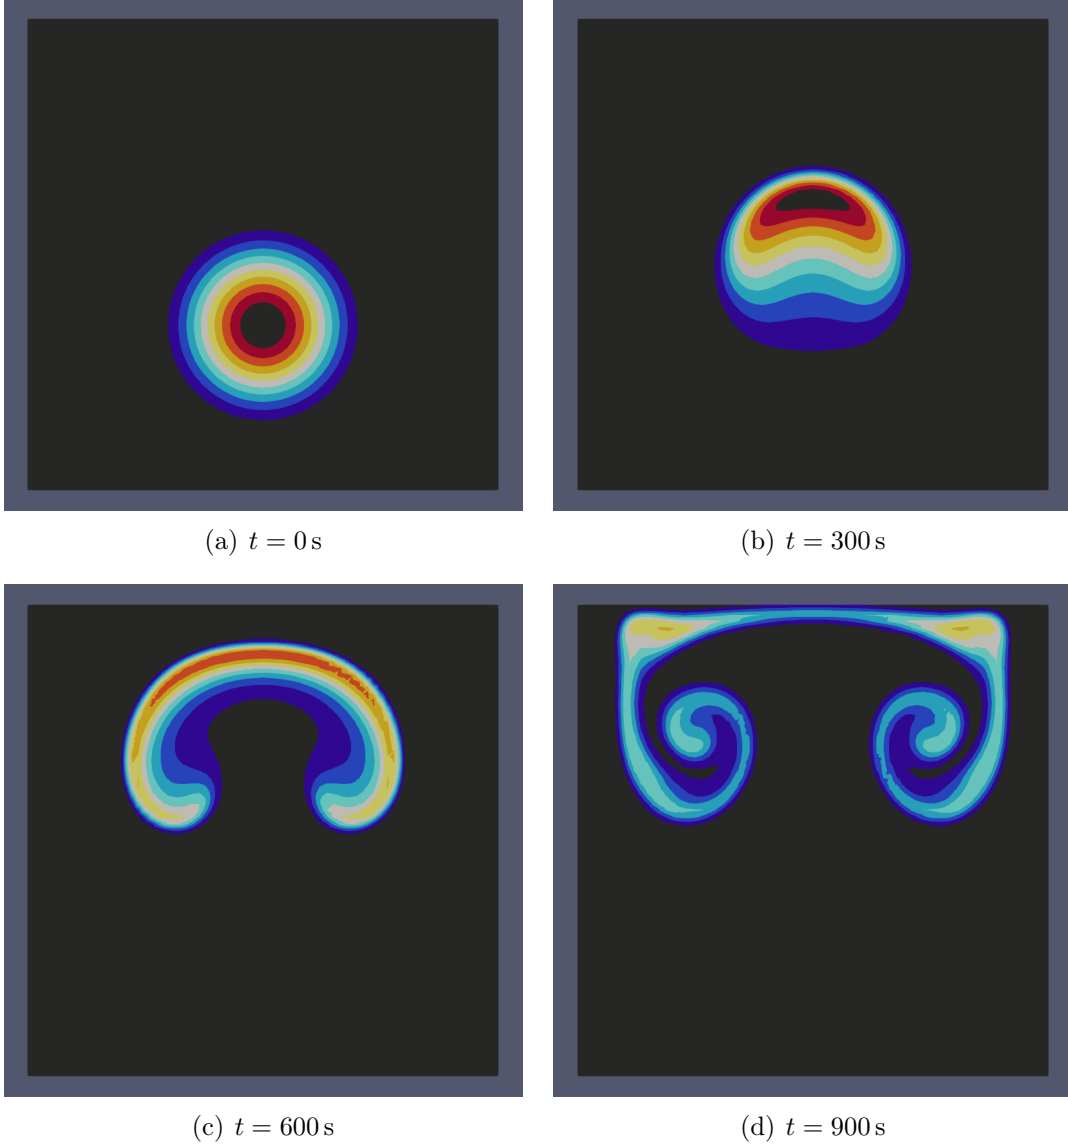 (a) t = 0 s
(b) t = 300 s
(c) t = 600 s
(d) t = 900 s